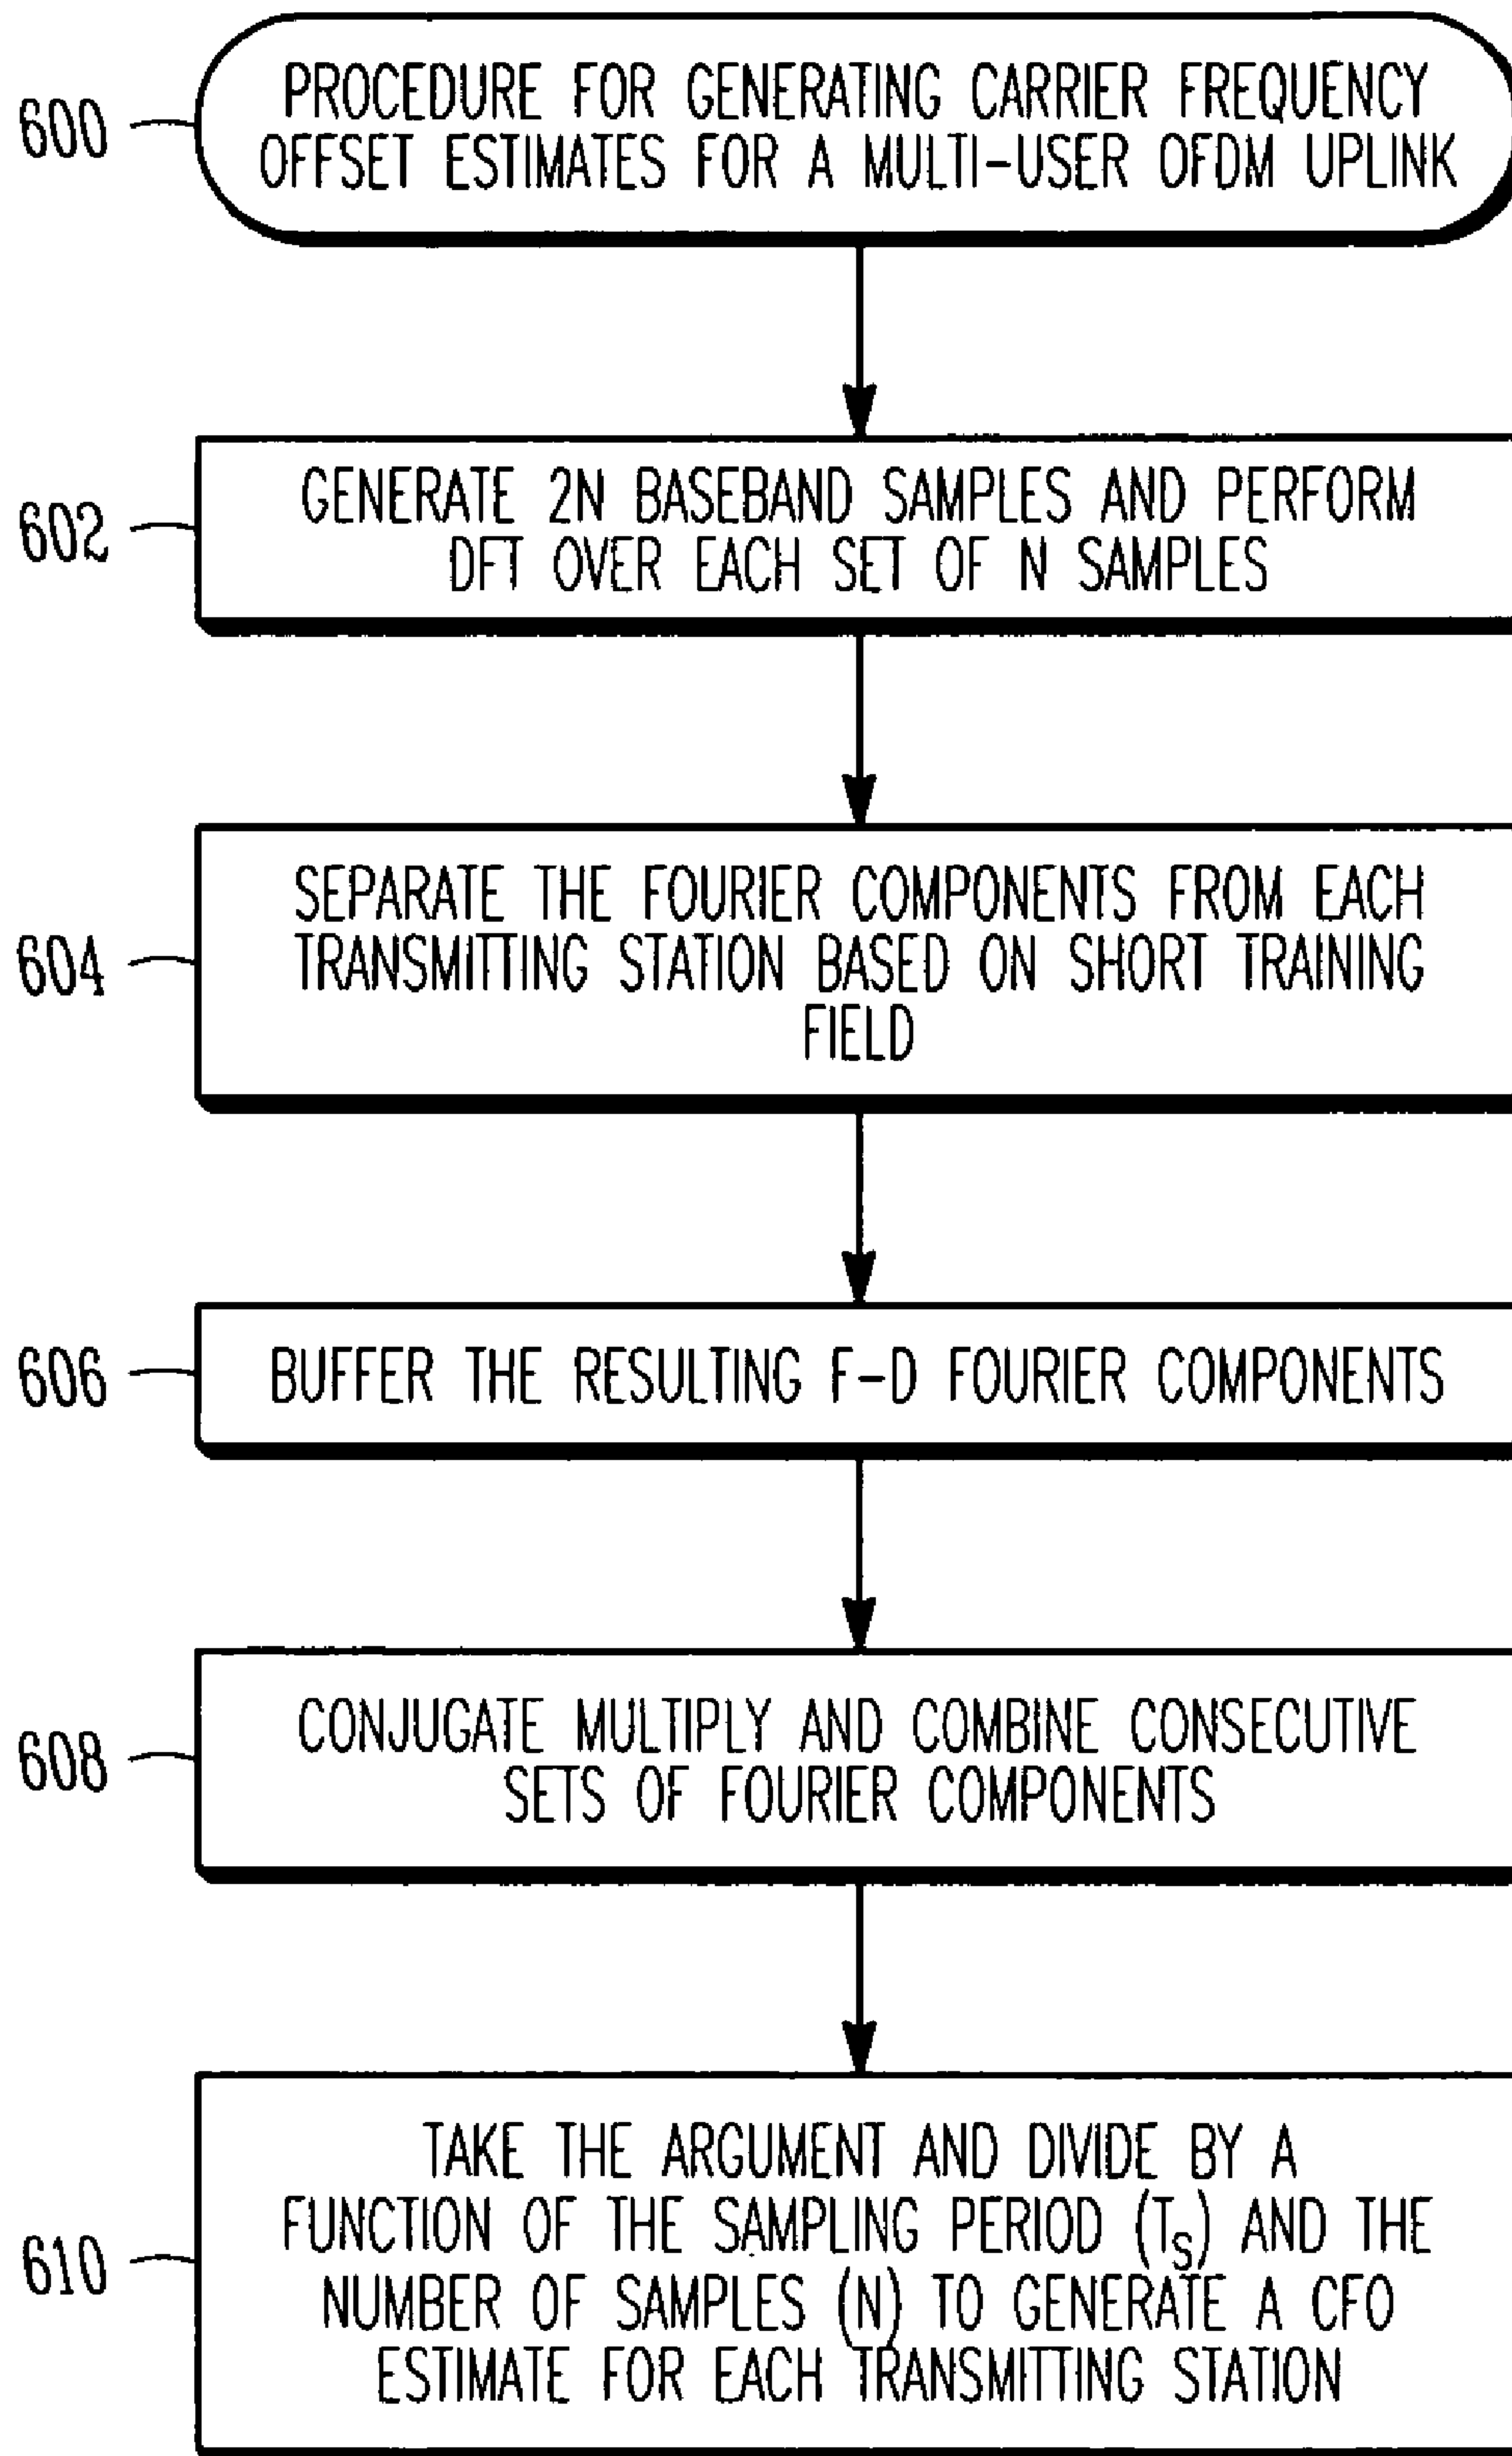 600
PROCEDURE FOR GENERATING CARRIER FREQUENCY
OFFSET ESTIMATES FOR A MULTI-USER OFDM UPLINK
602
GENERATE 2N BASEBAND SAMPLES AND PERFORM
DFT OVER EACH SET OF N SAMPLES
604
SEPARATE THE FOURIER COMPONENTS FROM EACH
TRANSMITTING STATION BASED ON SHORT TRAINING
FIELD
606
BUFFER THE RESULTING F-D FOURIER COMPONENTS
608
CONJUGATE MULTIPLY AND COMBINE CONSECUTIVE
SETS OF FOURIER COMPONENTS
610
TAKE THE ARGUMENT AND DIVIDE BY A
FUNCTION OF THE SAMPLING PERIOD (TS) AND THE
NUMBER OF SAMPLES (N) TO GENERATE A CFO
ESTIMATE FOR EACH TRANSMITTING STATION